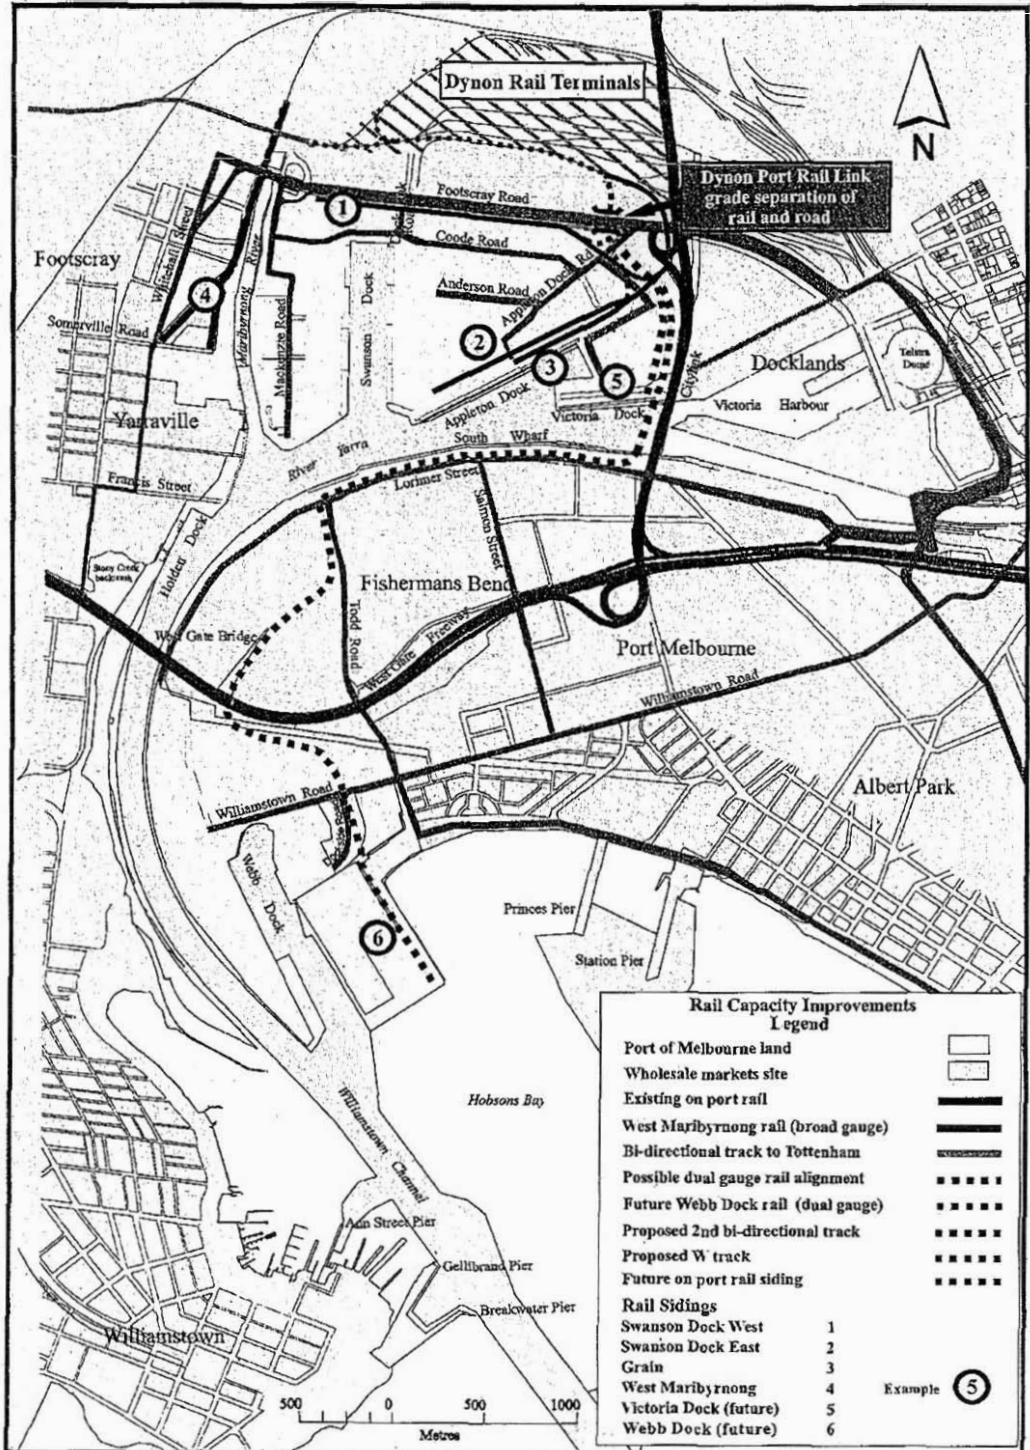 Dynon Rail Terminals
N
Dynon Port Rail Link
grade separation of
rail and road
Footscray Road
1
Coode Road
Footscray
Whitehall Street
4
Maribyrnong
River
Dock
Anderson Road
Appleton Dock Rd
Somerville Road
Mackenzie Road
Swanson
2
3
5
Citylink
Docklands
Telstra
Dome
Yarraville
Appleton Dock
Victoria Dock
Victoria Harbour
River Yarra
South Wharf
Lorimer Street
Francis Street
Salmon Street
Holden Dock
Stony Creek
backwash
Fishermans Bend
Todd Road
West Gate Freeway
West Gate Bridge
Port Melbourne
Williamstown Road
Albert Park
Williamstown Road
Webb Dock
6
Princes Pier
Station Pier
Hobsons Bay
Williamstown Channel
Ann Street Pier
Gellibrand Pier
Breakwater Pier
Williamstown
500 0 500 1000
Metres
Rail Capacity Improvements
Legend
Port of Melbourne land
Wholesale markets site
Existing on port rail
West Maribyrnong rail (broad gauge)
Bi-directional track to Tottenham
Possible dual gauge rail alignment
Future Webb Dock rail (dual gauge)
Proposed 2nd bi-directional track
Proposed W track
Future on port rail siding
Rail Sidings
Swanson Dock West 1
Swanson Dock East 2
Grain 3
West Maribyrnong 4 Example 5
Victoria Dock (future) 5
Webb Dock (future) 6